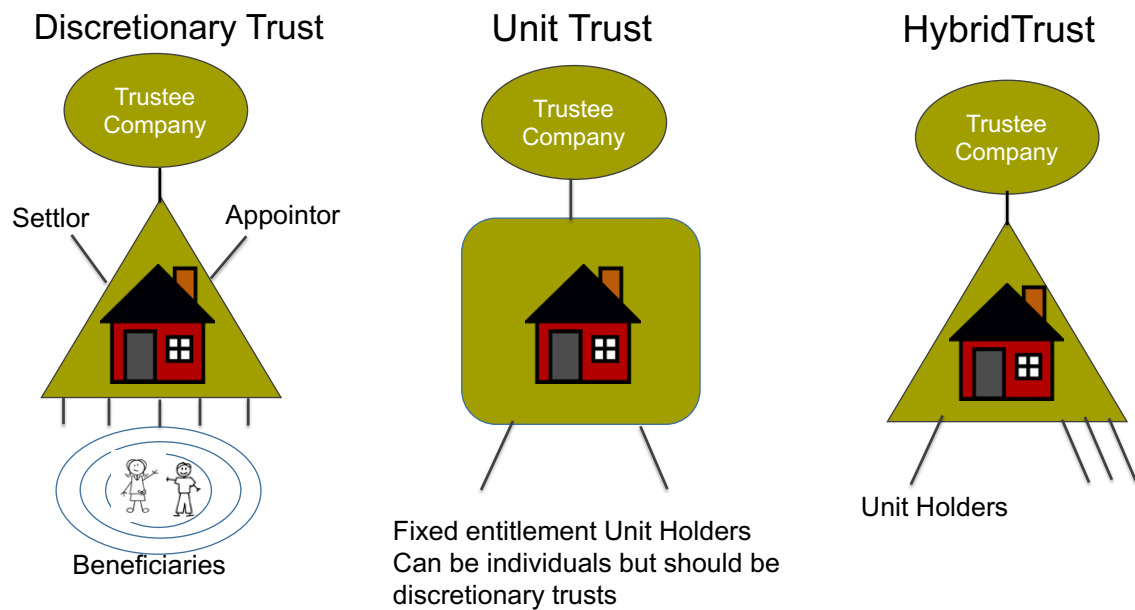 Discretionary Trust
Trustee
Company
Settlor
Appointor
Beneficiaries
Unit Trust
Trustee
Company
Fixed entitlement Unit Holders
Can be individuals but should be
discretionary trusts
HybridTrust
Trustee
Company
Unit Holders